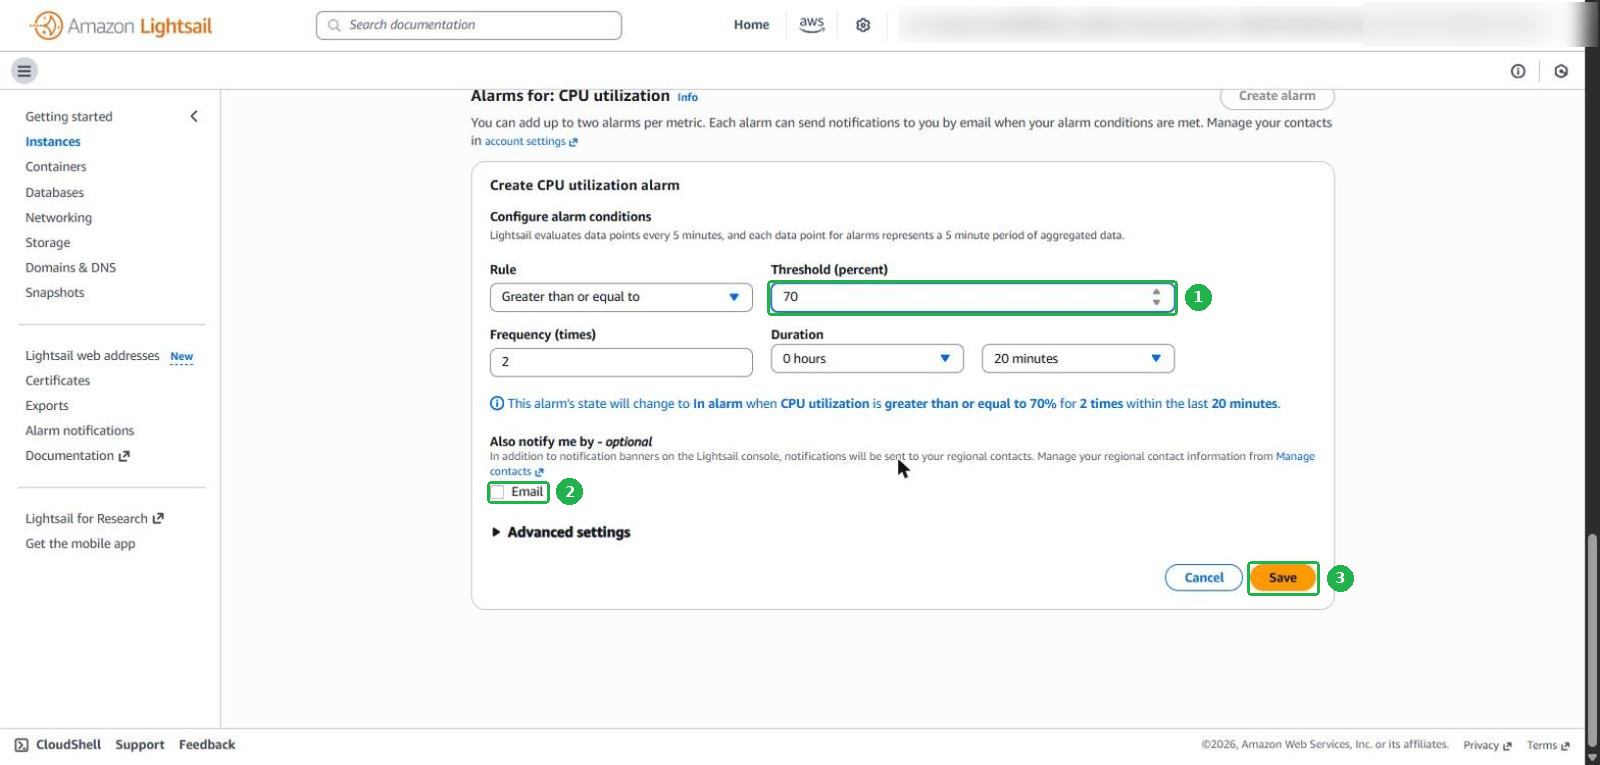 Amazon Lightsail
Search documentation
Home
aws
Getting started
Instances
Containers
Databases
Networking
Storage
Domains & DNS
Snapshots
Lightsail web addresses New
Certificates
Exports
Alarm notifications
Documentation
Lightsail for Research
Get the mobile app
Alarms for: CPU utilization Info
Create alarm
You can add up to two alarms per metric. Each alarm can send notifications to you by email when your alarm conditions are met. Manage your contacts
in account settings
Create CPU utilization alarm
Configure alarm conditions
Lightsail evaluates data points every 5 minutes, and each data point for alarms represents a 5 minute period of aggregated data.
Rule
Threshold (percent)
Greater than or equal to
70
1
Frequency (times)
Duration
2
0 hours
20 minutes
This alarm's state will change to In alarm when CPU utilization is greater than or equal to 70% for 2 times within the last 20 minutes.
Also notify me by - optional
In addition to notification banners on the Lightsail console, notifications will be sent to your regional contacts. Manage your regional contact information from Manage
contacts
Email
2
Advanced settings
Cancel
Save
3
CloudShell Support Feedback
©2026, Amazon Web Services, Inc. or its affiliates. Privacy Terms